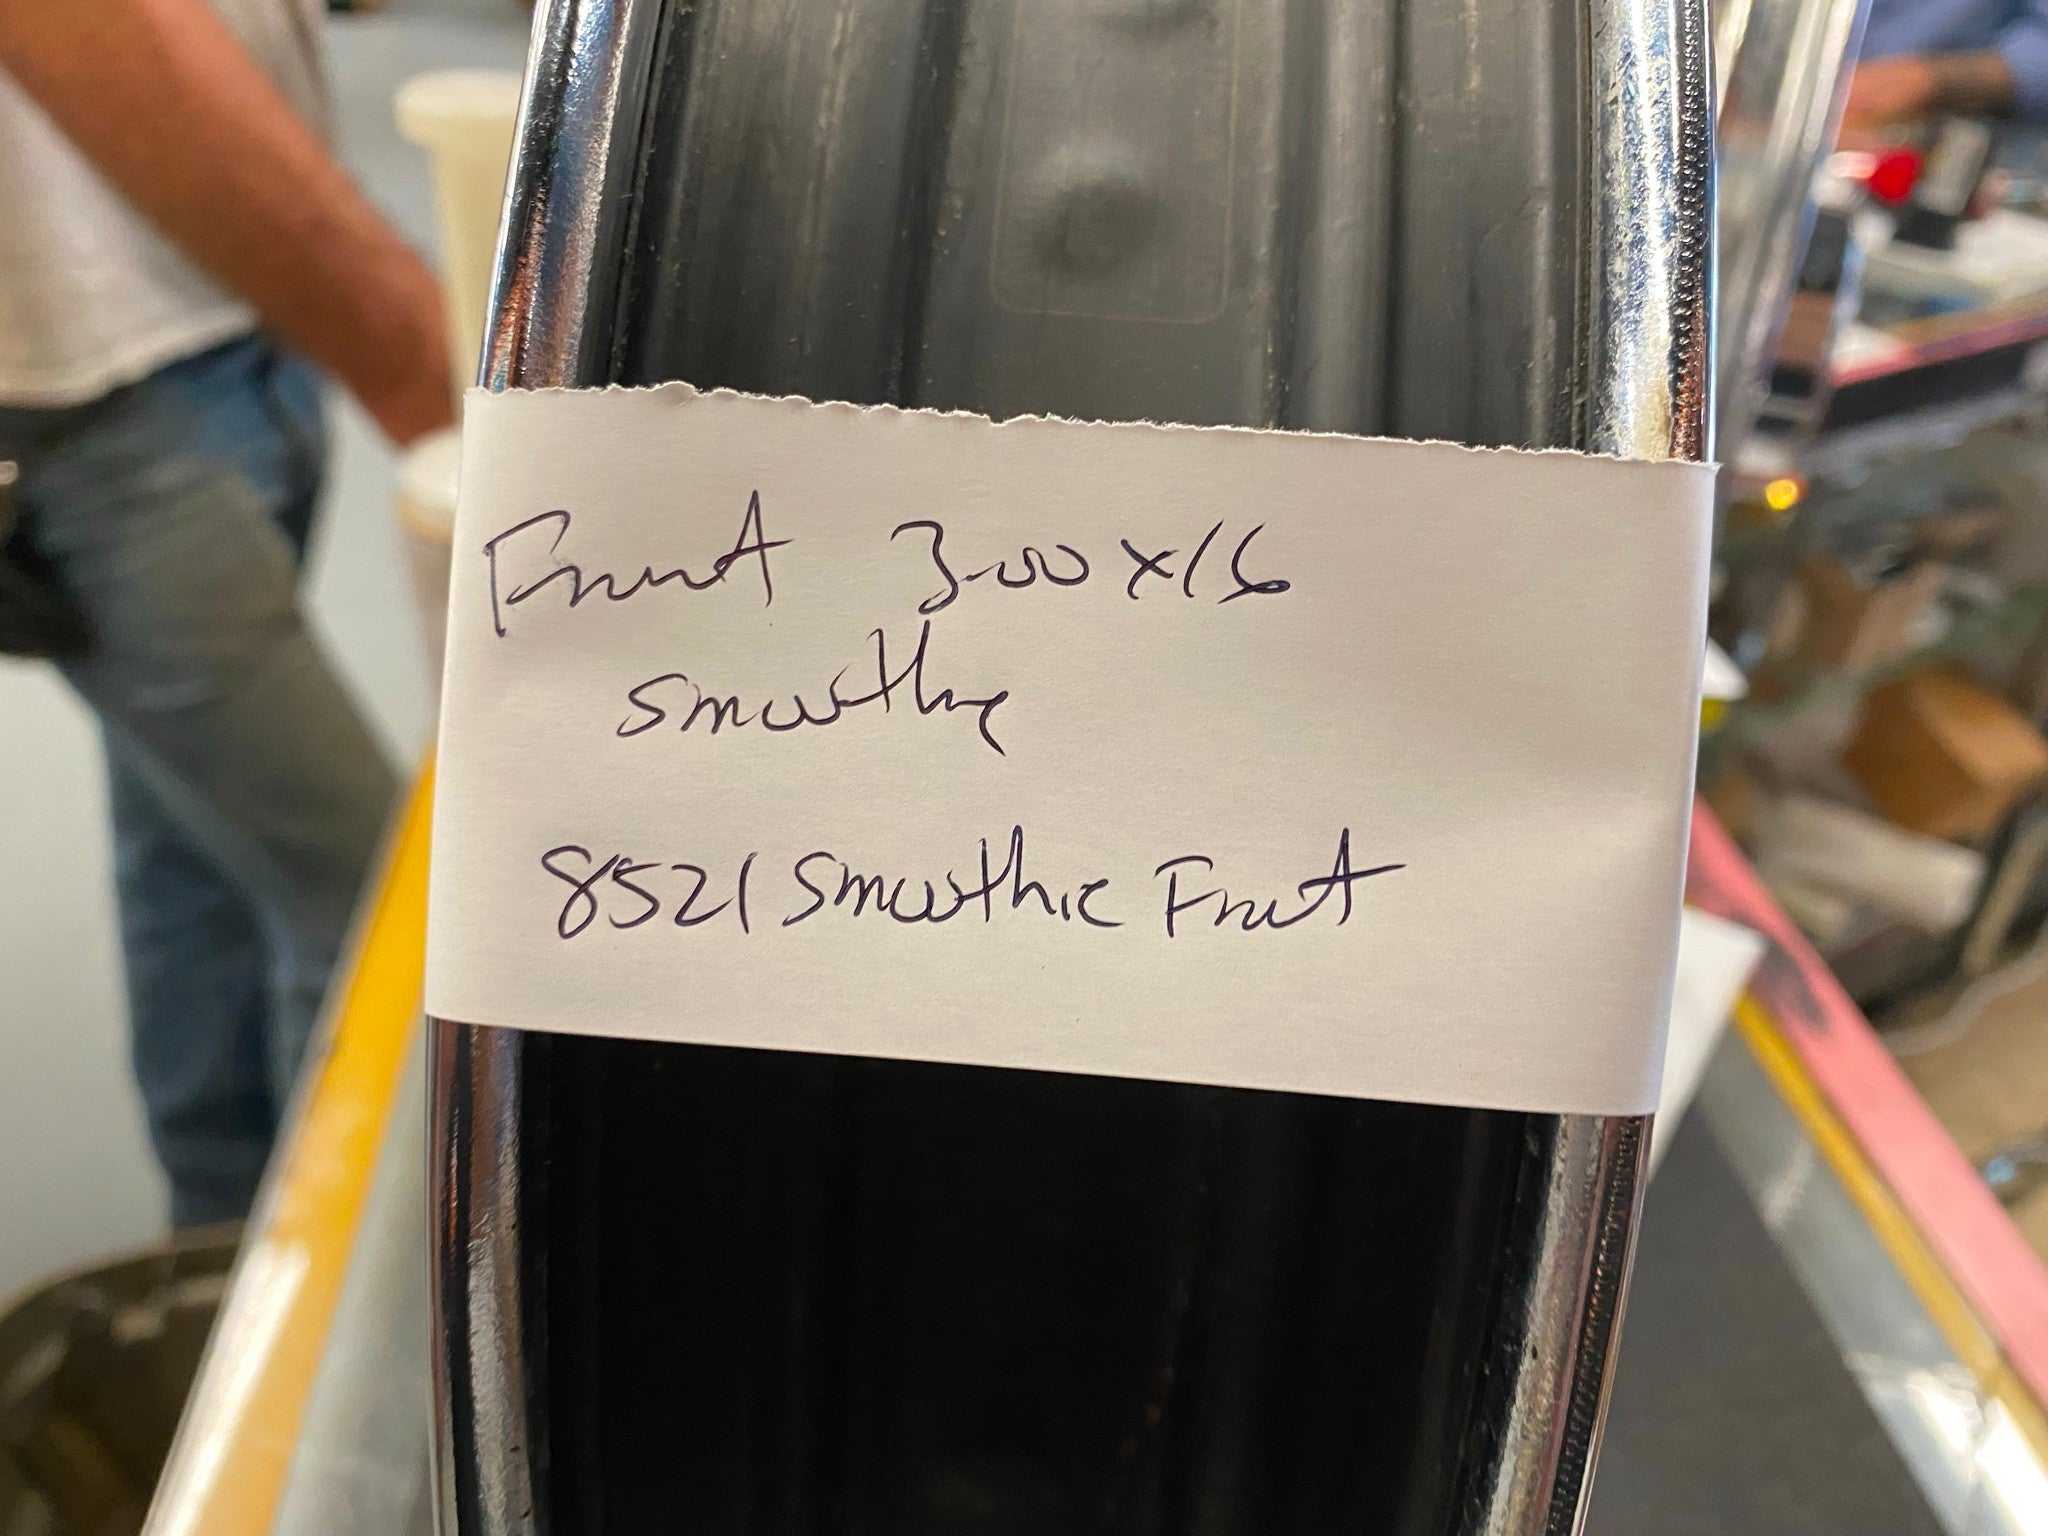 Front 3.00x16
smoothie
8521 smoothie Front